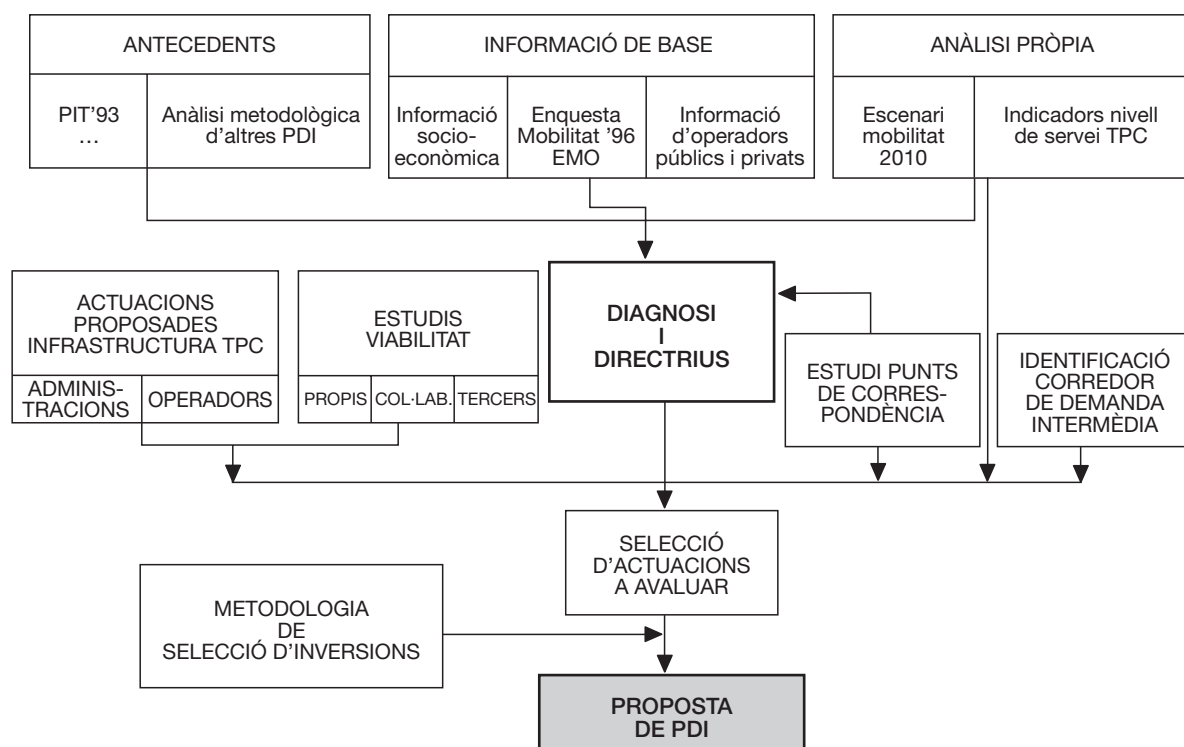 ANTECEDENTS
PIT’93
…
Anàlisi metodològica
d’altres PDI
INFORMACIÓ DE BASE
Informació
socio-
econòmica
Enquesta
Mobilitat ’96
EMO
Informació
d’operadors
públics i privats
ANÀLISI PRÒPIA
Escenari
mobilitat
2010
Indicadors nivell
de servei TPC
ACTUACIONS
PROPOSADES
INFRASTRUCTURA TPC
ADMINIS-
TRACIONS
OPERADORS
ESTUDIS
VIABILITAT
PROPIS
COL·LAB.
TERCERS
DIAGNOSI
I
DIRECTRIUS
ESTUDI PUNTS
DE CORRES-
PONDÈNCIA
IDENTIFICACIÓ
CORREDOR
DE DEMANDA
INTERMÈDIA
SELECCIÓ
D’ACTUACIONS
A AVALUAR
METODOLOGIA
DE
SELECCIÓ D’INVERSIONS
PROPOSTA
DE PDI